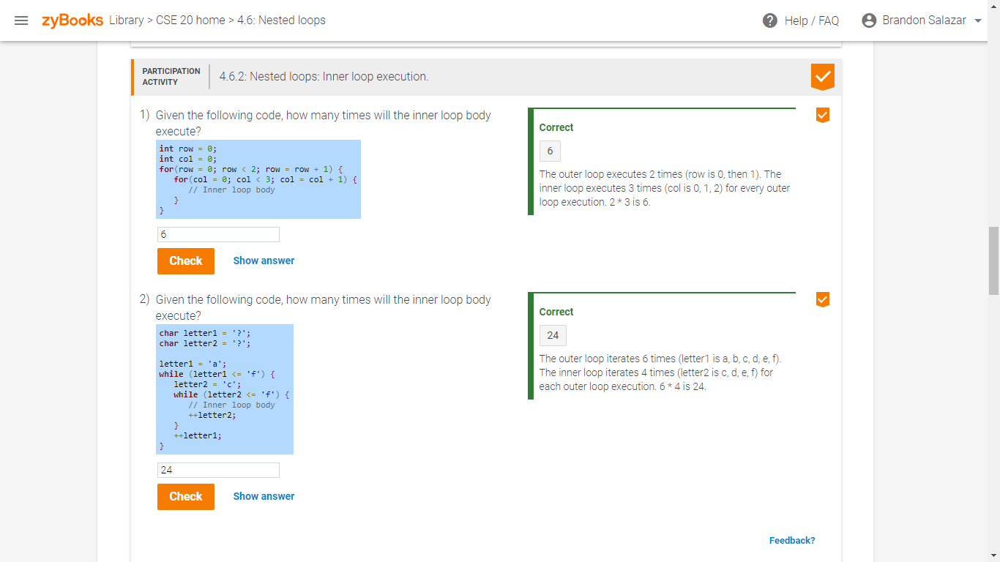 zyBooks Library > CSE 20 home > 4.6: Nested loops
Help / FAQ
Brandon Salazar
PARTICIPATION
ACTIVITY
4.6.2: Nested loops: Inner loop execution.
1) Given the following code, how many times will the inner loop body
execute?
int row = 0;
int col = 0;
for(row = 0; row < 2; row = row + 1) {
   for(col = 0; col < 3; col = col + 1) {
      // Inner loop body
   }
}
6
Check
Show answer
Correct
6
The outer loop executes 2 times (row is 0, then 1). The
inner loop executes 3 times (col is 0, 1, 2) for every outer
loop execution. 2 * 3 is 6.
2) Given the following code, how many times will the inner loop body
execute?
char letter1 = '?';
char letter2 = '?';
letter1 = 'a';
while (letter1 <= 'f') {
   letter2 = 'c';
   while (letter2 <= 'f') {
      // Inner loop body
      ++letter2;
   }
   ++letter1;
}
24
Check
Show answer
Correct
24
The outer loop iterates 6 times (letter1 is a, b, c, d, e, f).
The inner loop iterates 4 times (letter2 is c, d, e, f) for
each outer loop execution. 6 * 4 is 24.
Feedback?